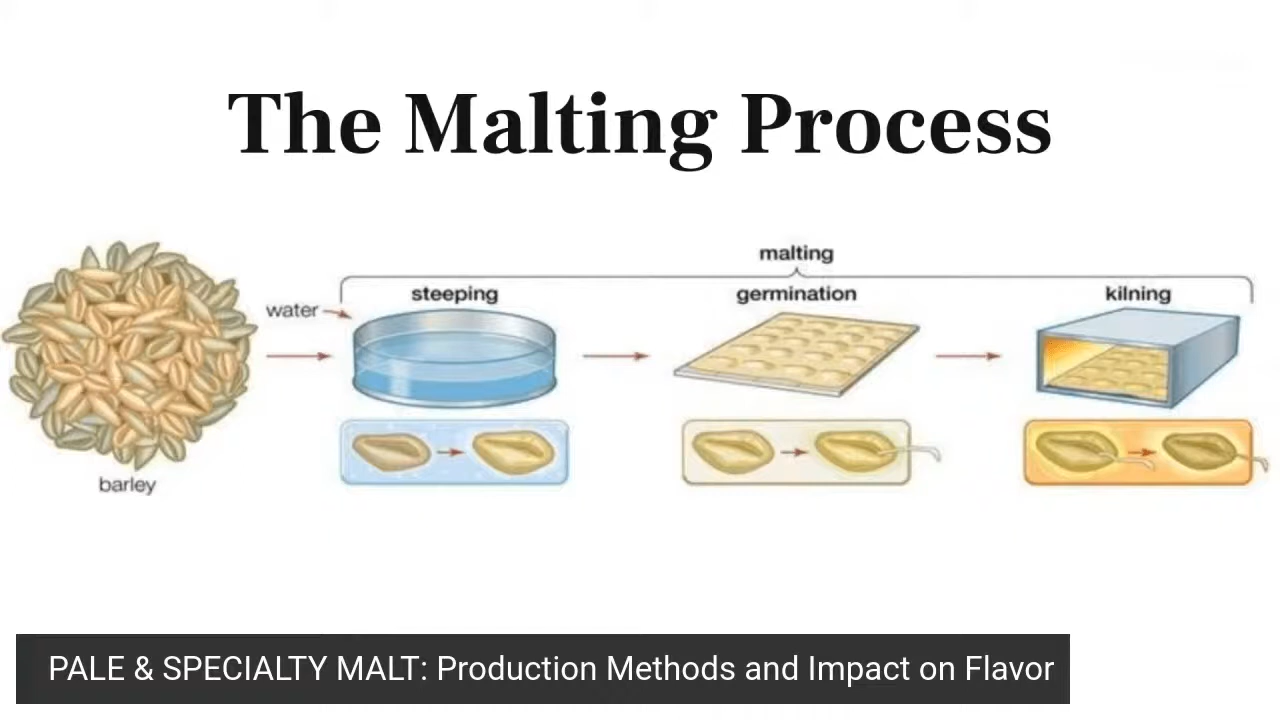 The Malting Process
malting
steeping
germination
kilning
water
barley
PALE & SPECIALTY MALT: Production Methods and Impact on Flavor